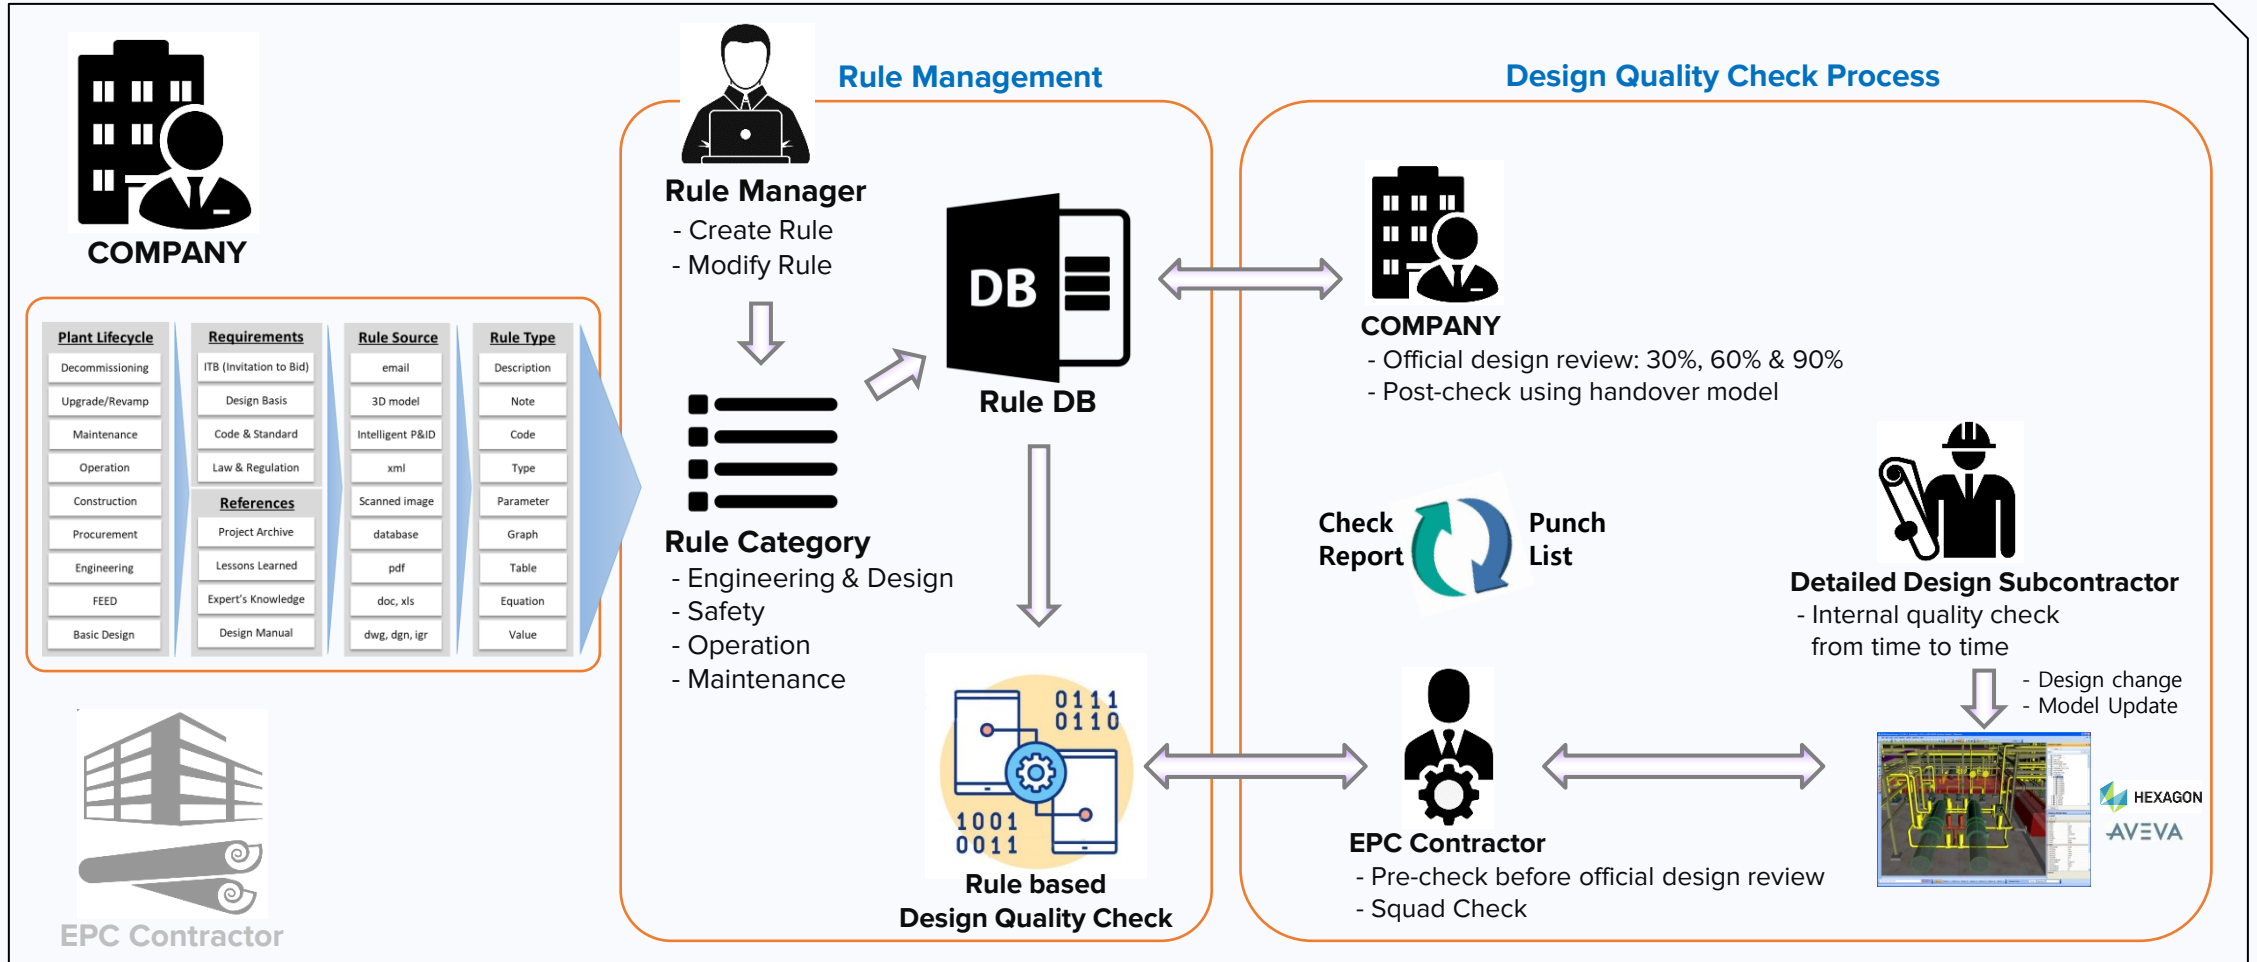 COMPANY
Plant Lifecycle
Decommissioning
Upgrade/Revamp
Maintenance
Operation
Construction
Procurement
Engineering
FEED
Basic Design
Requirements
ITB (Invitation to Bid)
Design Basis
Code & Standard
Law & Regulation
References
Project Archive
Lessons Learned
Expert's Knowledge
Design Manual
Rule Source
email
3D model
Intelligent P&ID
xml
Scanned image
database
pdf
doc, xls
dwg, dgn, igr
Rule Type
Description
Note
Code
Type
Parameter
Graph
Table
Equation
Value
EPC Contractor
Rule Management
Rule Manager
- Create Rule
- Modify Rule
Rule Category
- Engineering & Design
- Safety
- Operation
- Maintenance
DB
Rule DB
0111
0110
1001
0011
Rule based
Design Quality Check
Design Quality Check Process
COMPANY
- Official design review: 30%, 60% & 90%
- Post-check using handover model
Check
Report
Punch
List
Detailed Design Subcontractor
- Internal quality check
from time to time
- Design change
- Model Update
HEXAGON
AVEVA
EPC Contractor
- Pre-check before official design review
- Squad Check